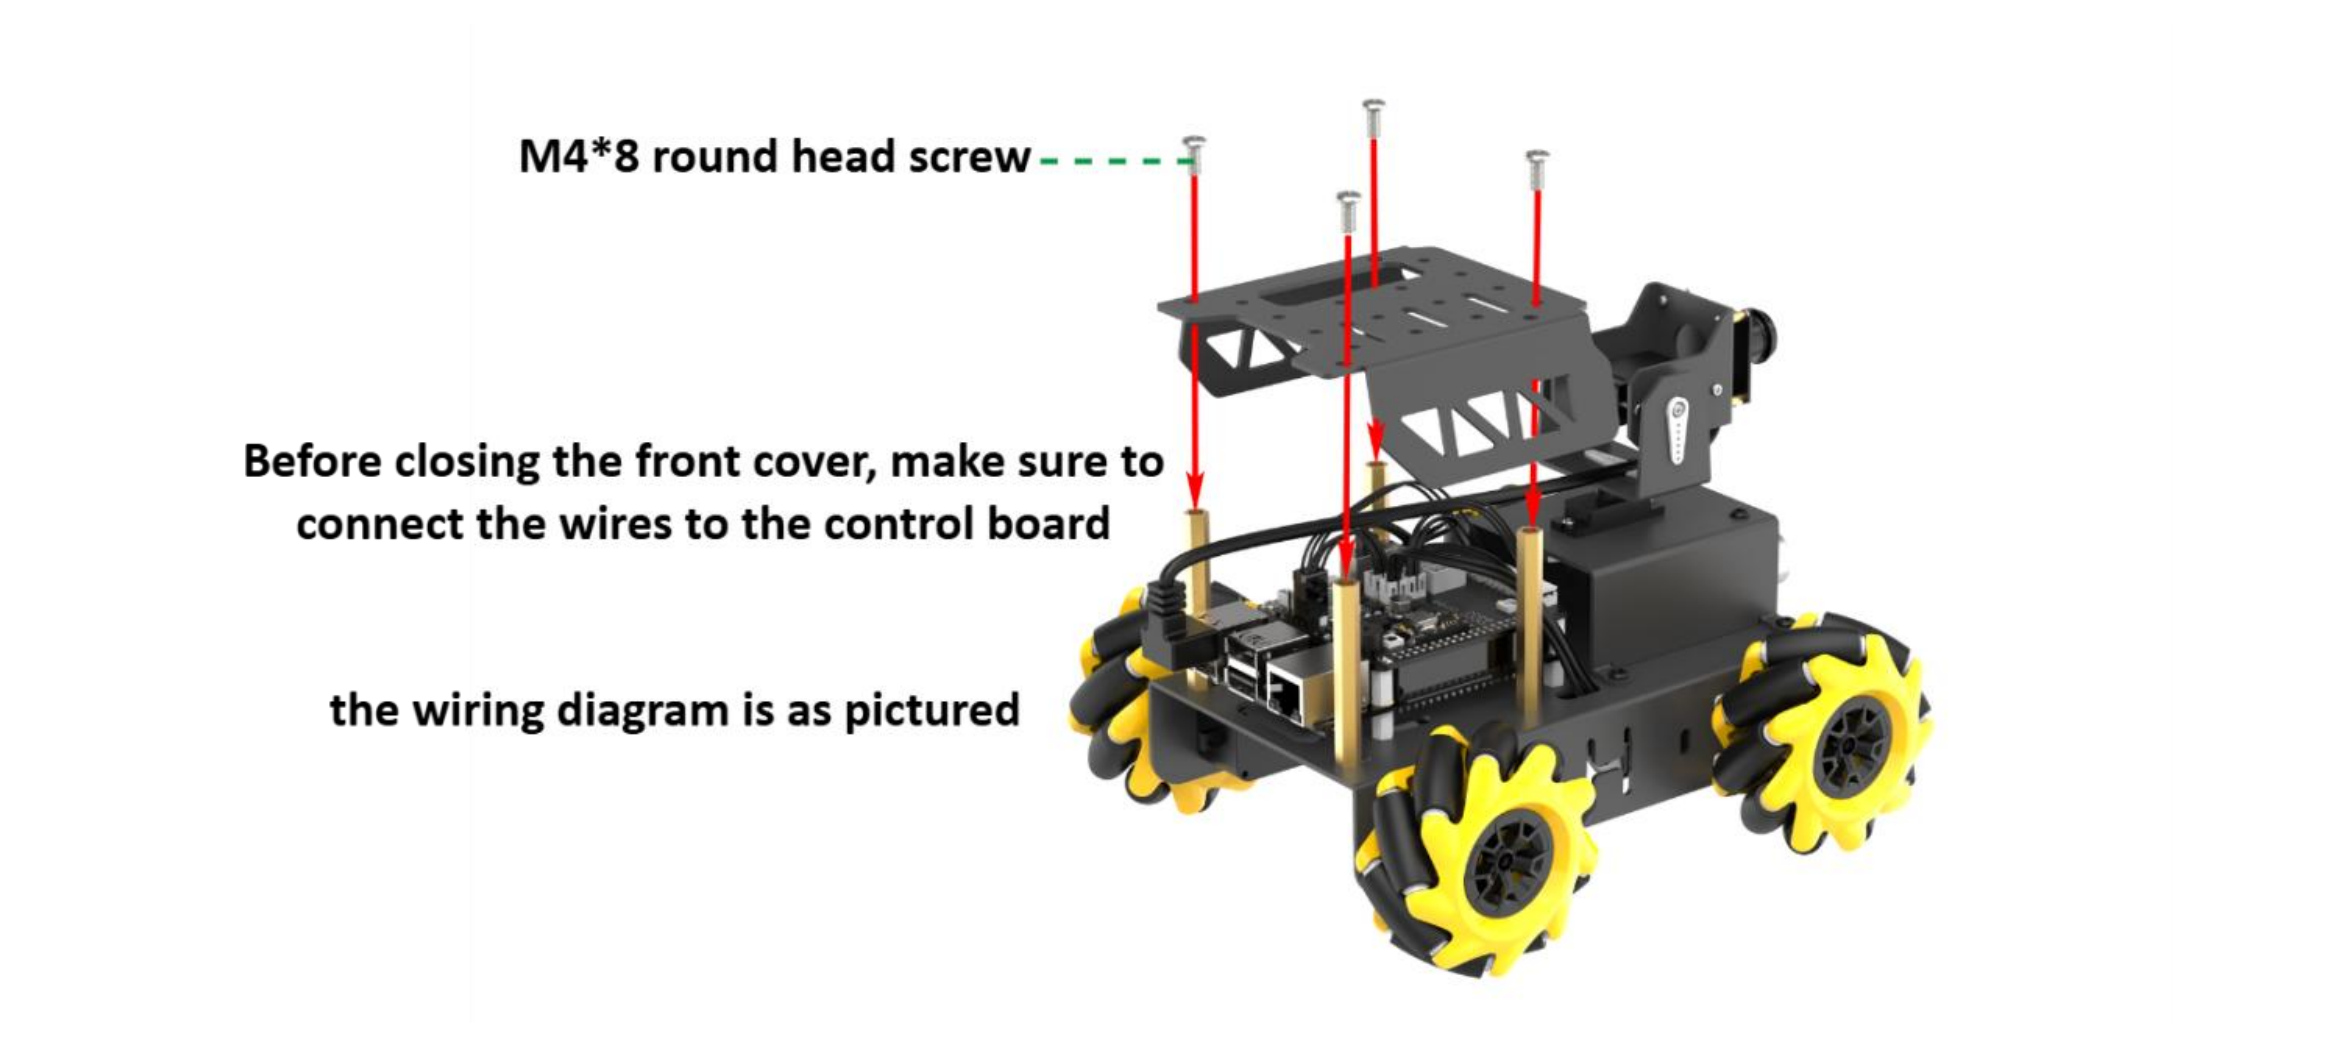 M4*8 round head screw
Before closing the front cover, make sure to
connect the wires to the control board
the wiring diagram is as pictured